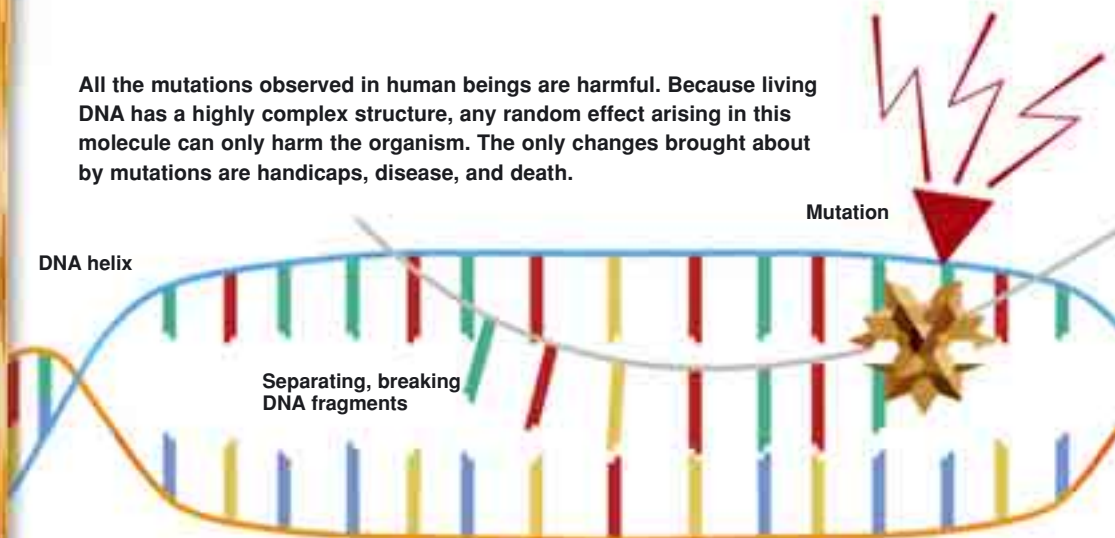 All the mutations observed in human beings are harmful. Because living
DNA has a highly complex structure, any random effect arising in this
molecule can only harm the organism. The only changes brought about
by mutations are handicaps, disease, and death.
Mutation
DNA helix
Separating, breaking
DNA fragments